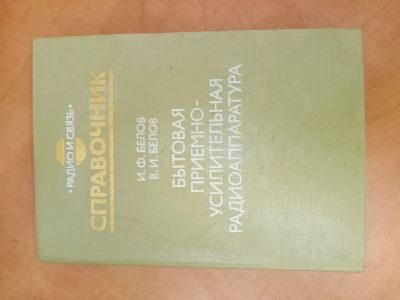 • РАДИО И СВЯЗЬ •
СПРАВОЧНИК
И. Ф. БЕЛОВ
В. И. БЕЛОВ
БЫТОВАЯ
ПРИЕМНО-
УСИЛИТЕЛЬНАЯ
РАДИОАППАРАТУРА